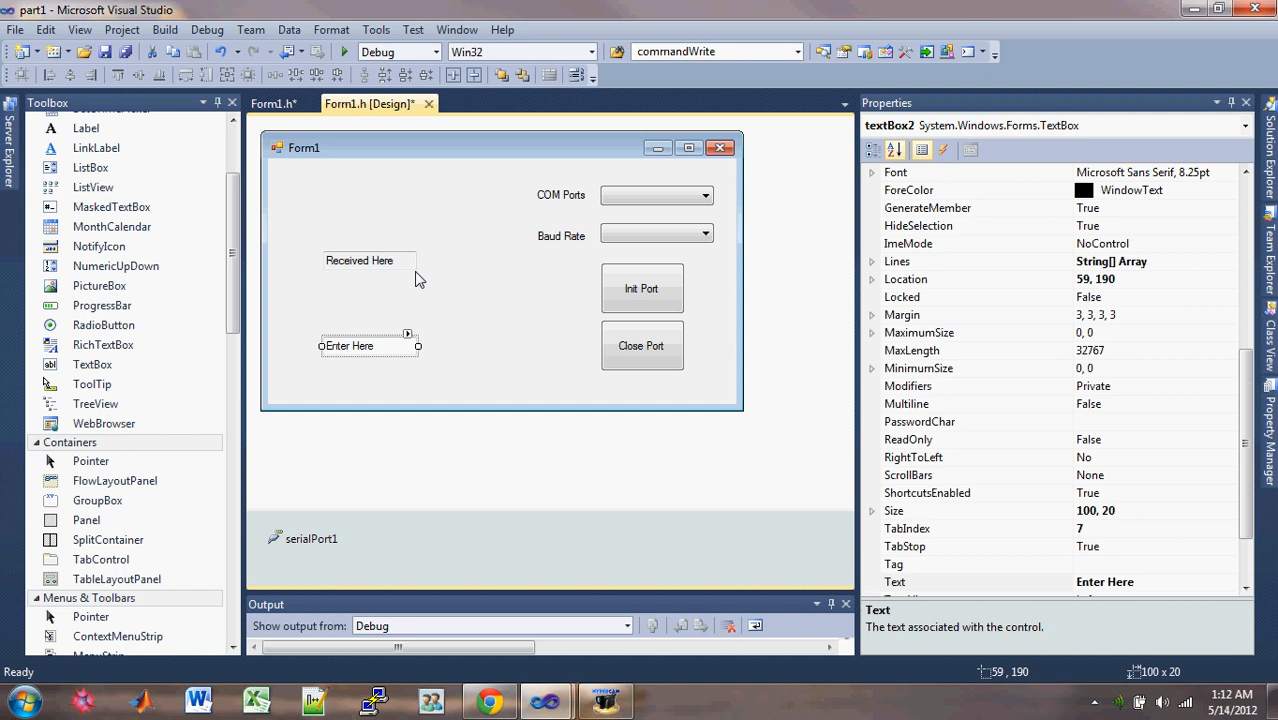 part1 - Microsoft Visual Studio
File Edit View Project Build Debug Team Data Format Tools Test Window Help
Debug Win32 commandWrite
Server Explorer
Toolbox
Label
LinkLabel
ListBox
ListView
MaskedTextBox
MonthCalendar
NotifyIcon
NumericUpDown
PictureBox
ProgressBar
RadioButton
RichTextBox
TextBox
ToolTip
TreeView
WebBrowser
Containers
Pointer
FlowLayoutPanel
GroupBox
Panel
SplitContainer
TabControl
TableLayoutPanel
Menus & Toolbars
Pointer
ContextMenuStrip
Form1.h* Form1.h [Design]*
Form1
COM Ports
Baud Rate
Received Here
Init Port
Enter Here
Close Port
serialPort1
Output
Show output from: Debug
Properties
textBox2 System.Windows.Forms.TextBox
Font Microsoft Sans Serif, 8.25pt
ForeColor WindowText
GenerateMember True
HideSelection True
ImeMode NoControl
Lines String[] Array
Location 59, 190
Locked False
Margin 3, 3, 3, 3
MaximumSize 0, 0
MaxLength 32767
MinimumSize 0, 0
Modifiers Private
Multiline False
PasswordChar
ReadOnly False
RightToLeft No
ScrollBars None
ShortcutsEnabled True
Size 100, 20
TabIndex 7
TabStop True
Tag
Text Enter Here
Text
The text associated with the control.
Solution Explorer
Team Explorer
Class View
Property Manager
Ready 59 , 190 100 x 20
HYPERCAM
1:12 AM
5/14/2012